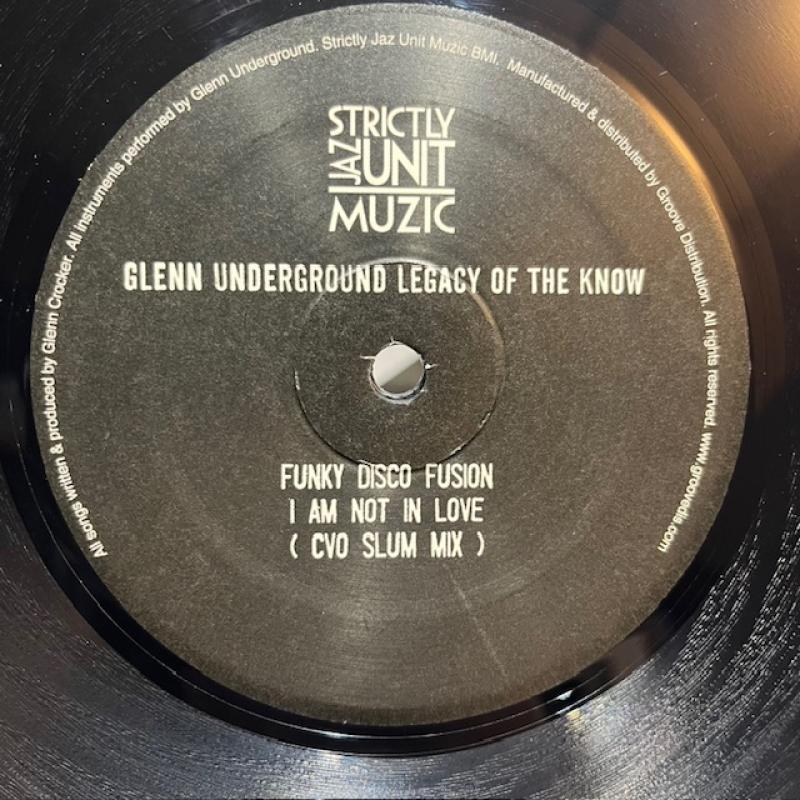 All songs written & produced by Glenn Crocker. All instruments performed by Glenn Underground. Strictly Jaz Unit Muzic BMI. Manufactured & distributed by Groove Distribution. All rights reserved. www.groovedis.com
STRICTLY
JAZ UNIT
MUZIC
GLENN UNDERGROUND LEGACY OF THE KNOW
FUNKY DISCO FUSION
I AM NOT IN LOVE
( CVO SLUM MIX )